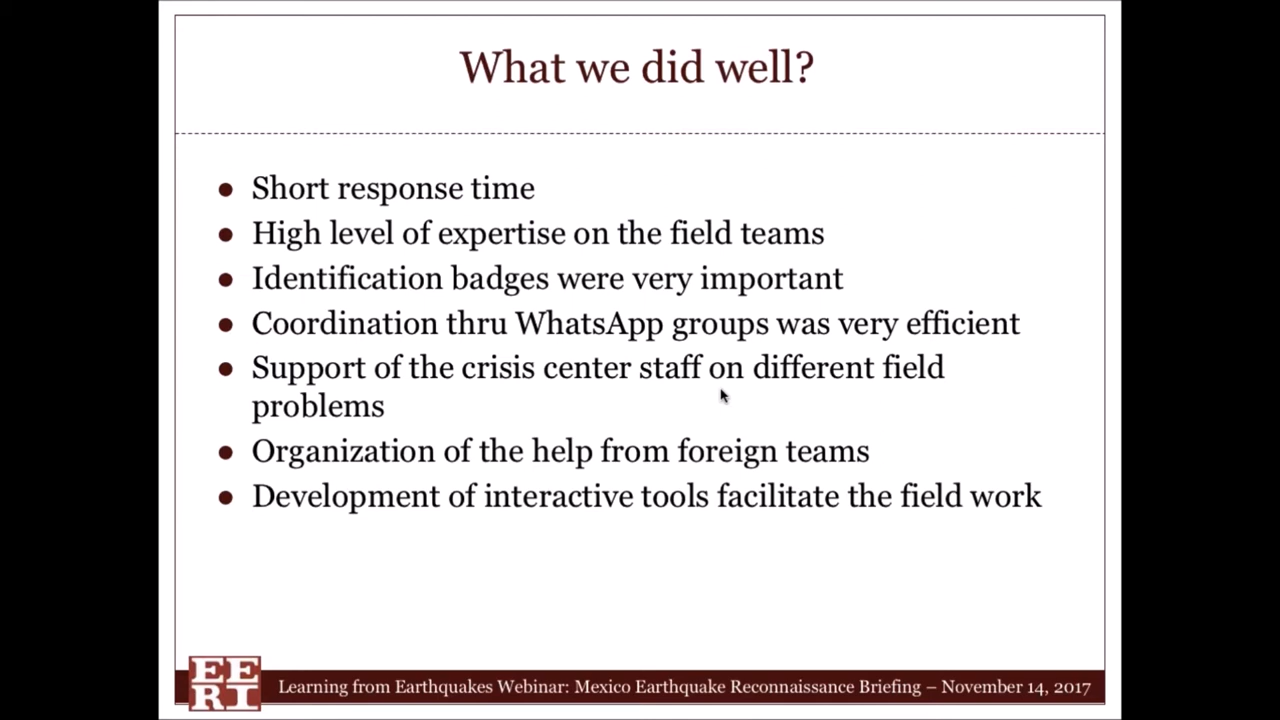 What we did well?
● Short response time
● High level of expertise on the field teams
● Identification badges were very important
● Coordination thru WhatsApp groups was very efficient
● Support of the crisis center staff on different field
problems
● Organization of the help from foreign teams
● Development of interactive tools facilitate the field work
EE
RI
Learning from Earthquakes Webinar: Mexico Earthquake Reconnaissance Briefing – November 14, 2017